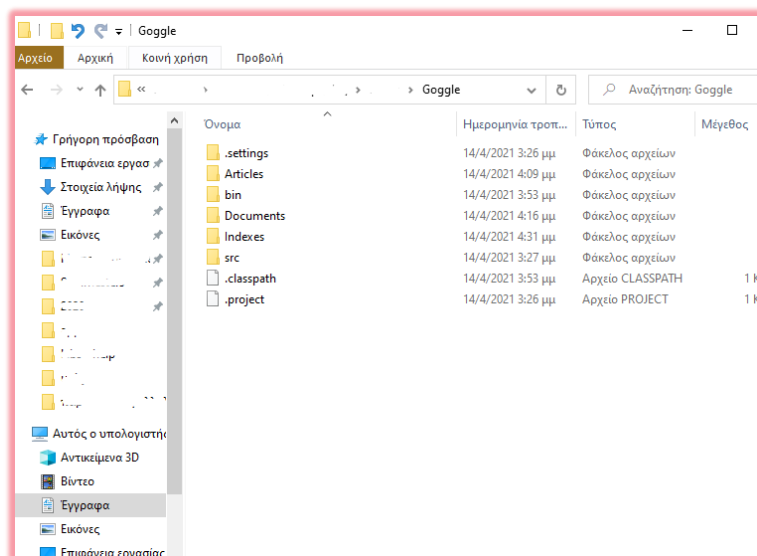 Goggle
Αρχείο Αρχική Κοινή χρήση Προβολή
« Goggle Αναζήτηση: Goggle
Όνομα Ημερομηνία τροπ... Τύπος Μέγεθος
Γρήγορη πρόσβαση
Επιφάνεια εργασ
Στοιχεία λήψης
Έγγραφα
Εικόνες
Αυτός ο υπολογιστής
Αντικείμενα 3D
Βίντεο
Έγγραφα
Εικόνες
Επιφάνεια εργασίας
.settings 14/4/2021 3:26 μμ Φάκελος αρχείων
Articles 14/4/2021 4:09 μμ Φάκελος αρχείων
bin 14/4/2021 3:53 μμ Φάκελος αρχείων
Documents 14/4/2021 4:16 μμ Φάκελος αρχείων
Indexes 14/4/2021 4:31 μμ Φάκελος αρχείων
src 14/4/2021 3:27 μμ Φάκελος αρχείων
.classpath 14/4/2021 3:53 μμ Αρχείο CLASSPATH 1 K
.project 14/4/2021 3:26 μμ Αρχείο PROJECT 1 K